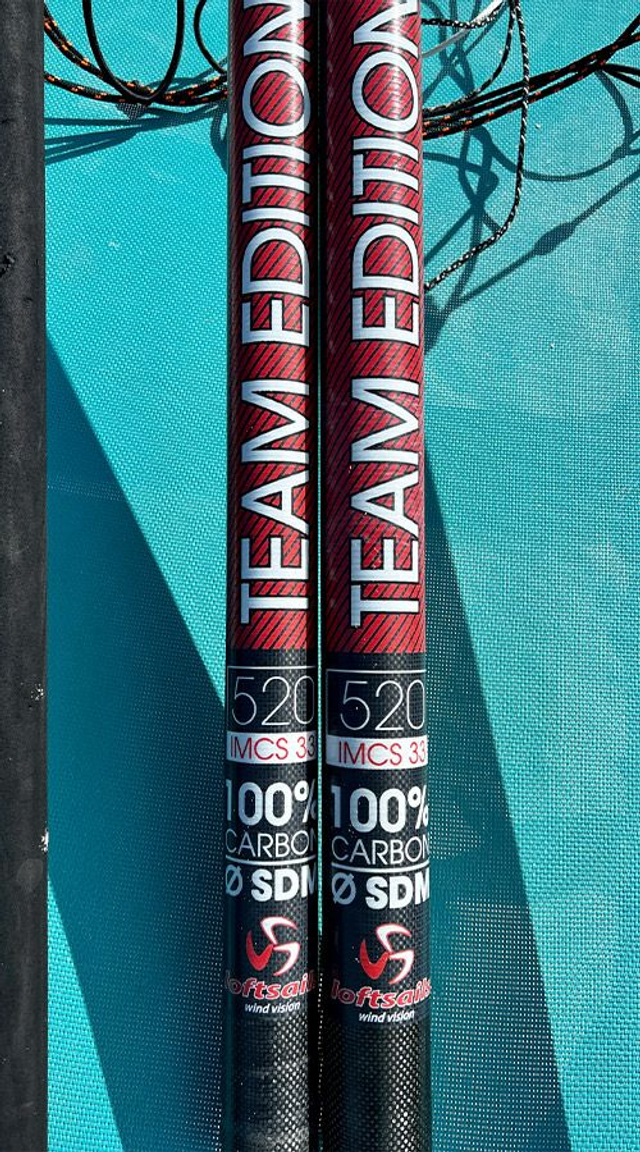 TEAM EDITION
520
IMCS 33
100%
CARBON
Ø SDM
loftsails
wind vision
TEAM EDITION
520
IMCS 33
100%
CARBON
Ø SDM
loftsails
wind vision